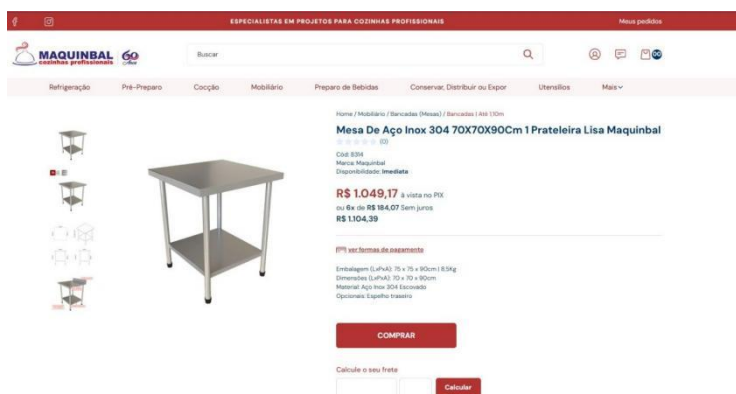 ESPECIALISTAS EM PROJETOS PARA COZINHAS PROFISSIONAIS
Meus pedidos
MAQUINBAL 60
cozinhas profissionais Anos
Buscar
00
Refrigeração Pré-Preparo Cocção Mobiliário Preparo de Bebidas Conservar, Distribuir ou Expor Utensílios Mais
Home / Mobiliário / Bancadas (Mesas) / Bancadas | Até 1,10m
Mesa De Aço Inox 304 70X70X90Cm 1 Prateleira Lisa Maquinbal
(0)
Cód: 8314
Marca: Maquinbal
Disponibilidade: Imediata
R$ 1.049,17 à vista no PIX
ou 6x de R$ 184,07 Sem juros
R$ 1.104,39
ver formas de pagamento
Embalagem (LxPxA): 75 x 75 x 90cm | 8,5Kg
Dimensões (LxPxA): 70 x 70 x 90cm
Material: Aço Inox 304 Escovado
Opcionais: Espelho traseiro
COMPRAR
Calcule o seu frete
Calcular